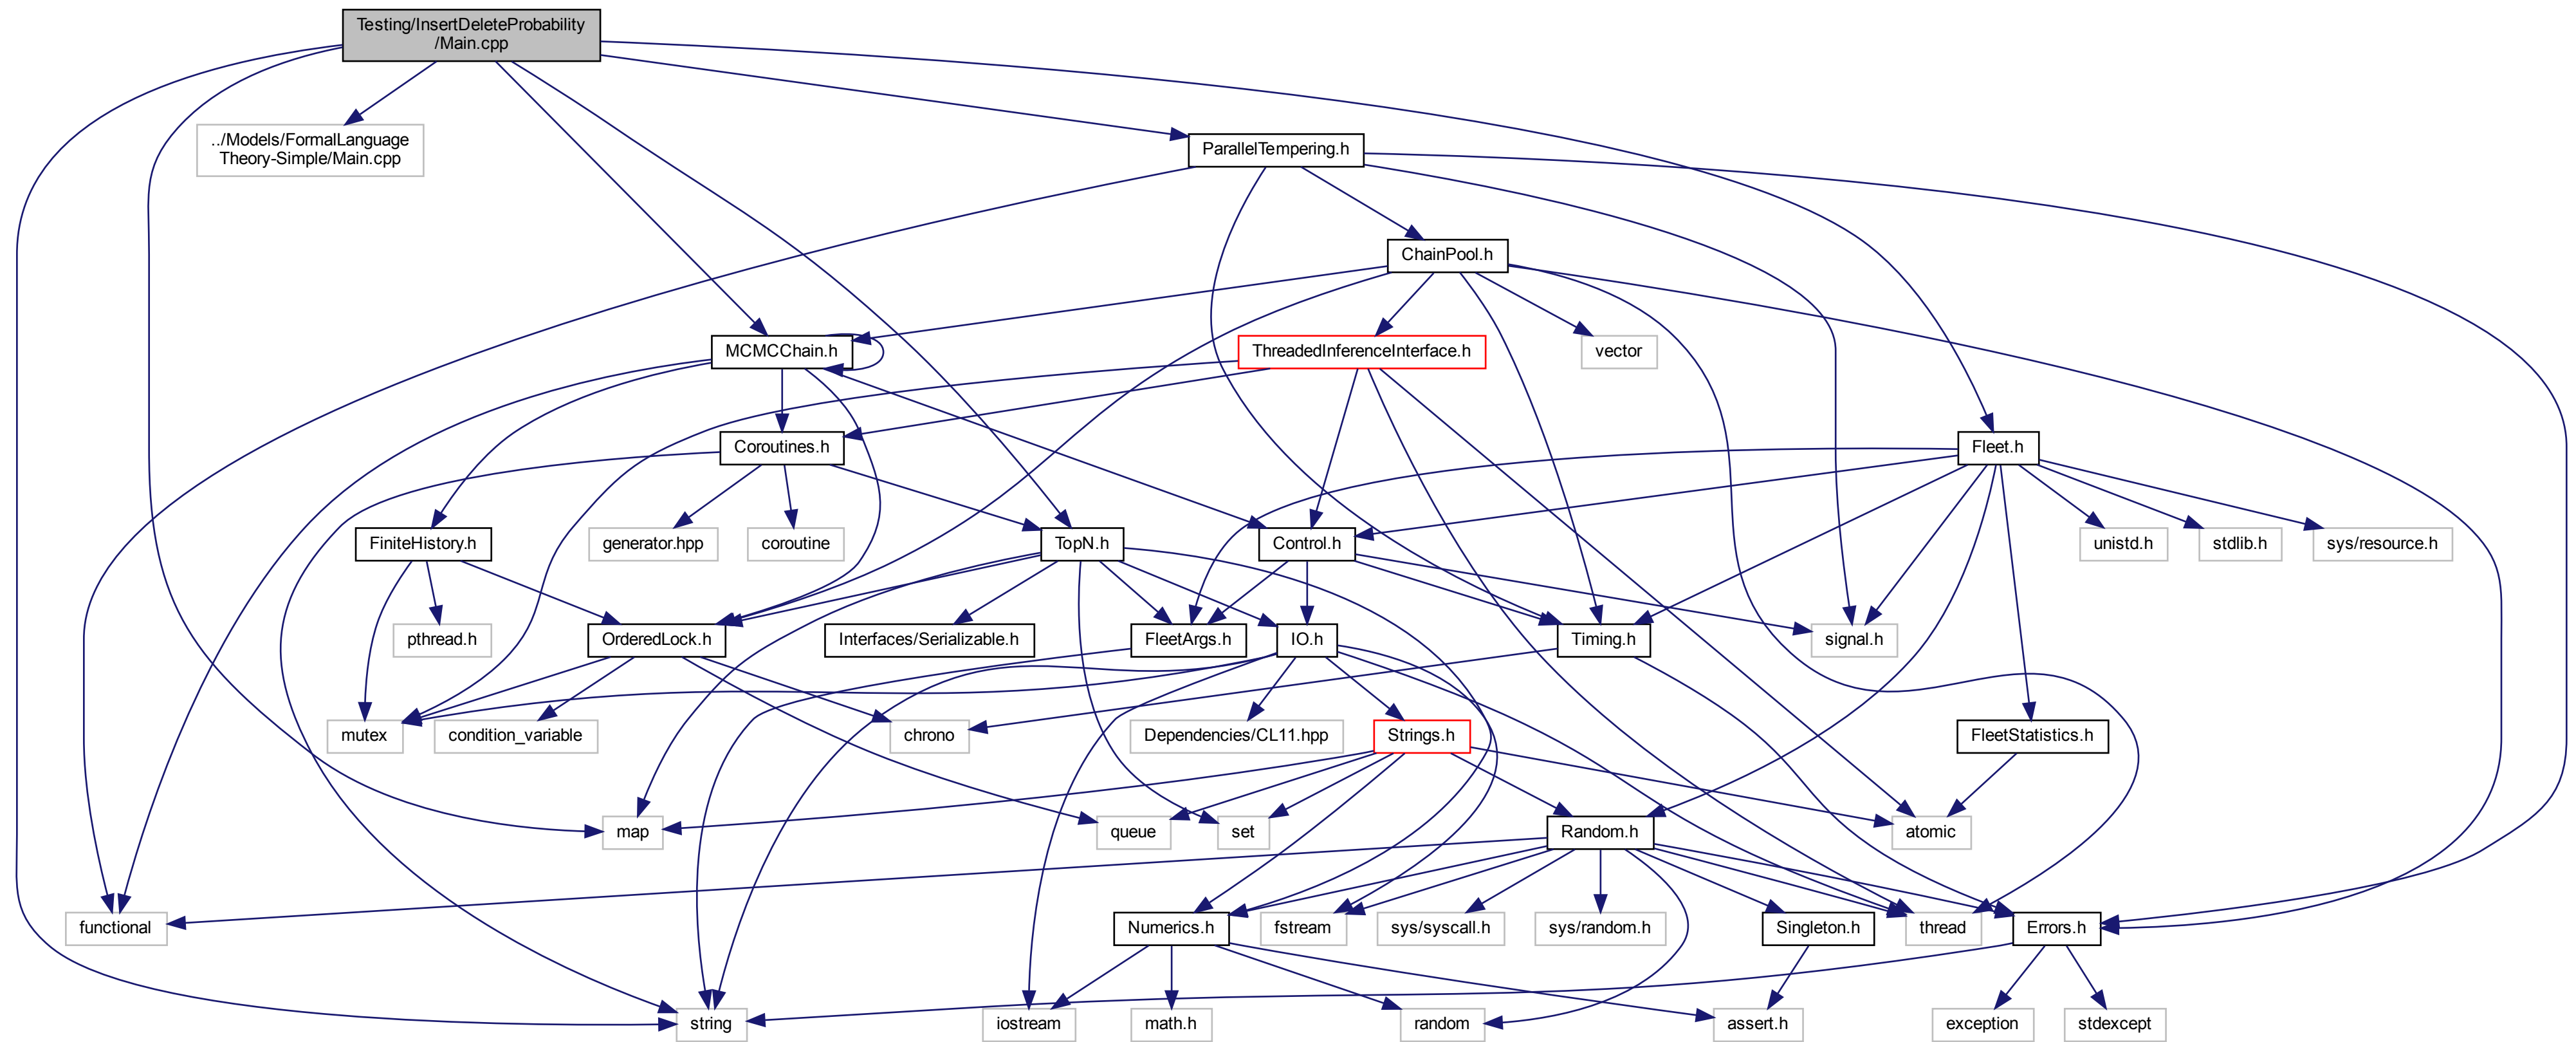 Testing/InsertDeleteProbability
/Main.cpp
../Models/FormalLanguage
Theory-Simple/Main.cpp
ParallelTempering.h
ChainPool.h
MCMCChain.h
ThreadedInferenceInterface.h
vector
Coroutines.h
Fleet.h
FiniteHistory.h
generator.hpp
coroutine
TopN.h
Control.h
unistd.h
stdlib.h
sys/resource.h
pthread.h
OrderedLock.h
Interfaces/Serializable.h
FleetArgs.h
IO.h
Timing.h
signal.h
mutex
condition_variable
chrono
Dependencies/CL11.hpp
Strings.h
FleetStatistics.h
map
queue
set
Random.h
atomic
functional
Numerics.h
fstream
sys/syscall.h
sys/random.h
Singleton.h
thread
Errors.h
string
iostream
math.h
random
assert.h
exception
stdexcept